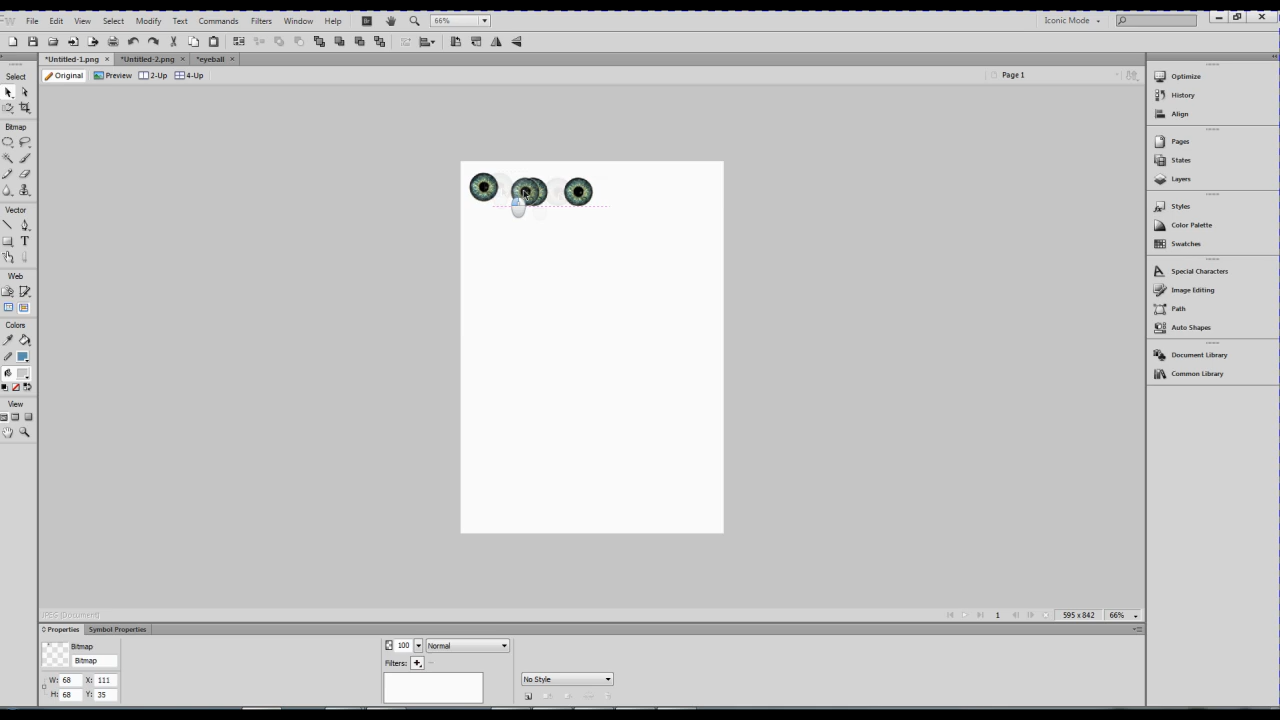 File Edit View Select Modify Text Commands Filters Window Help Br 66% Iconic Mode
*Untitled-1.png × *Untitled-2.png × *eyeball ×
Original Preview 2-Up 4-Up Page 1
Select
Bitmap
Vector
Web
Colors
View
Optimize
History
Align
Pages
States
Layers
Styles
Color Palette
Swatches
Special Characters
Image Editing
Path
Auto Shapes
Document Library
Common Library
JPEG (Document) 1 595 x 842 66%
Properties Symbol Properties
Bitmap 100 Normal
Bitmap Filters:
W: 68 X: 111 No Style
H: 68 Y: 35